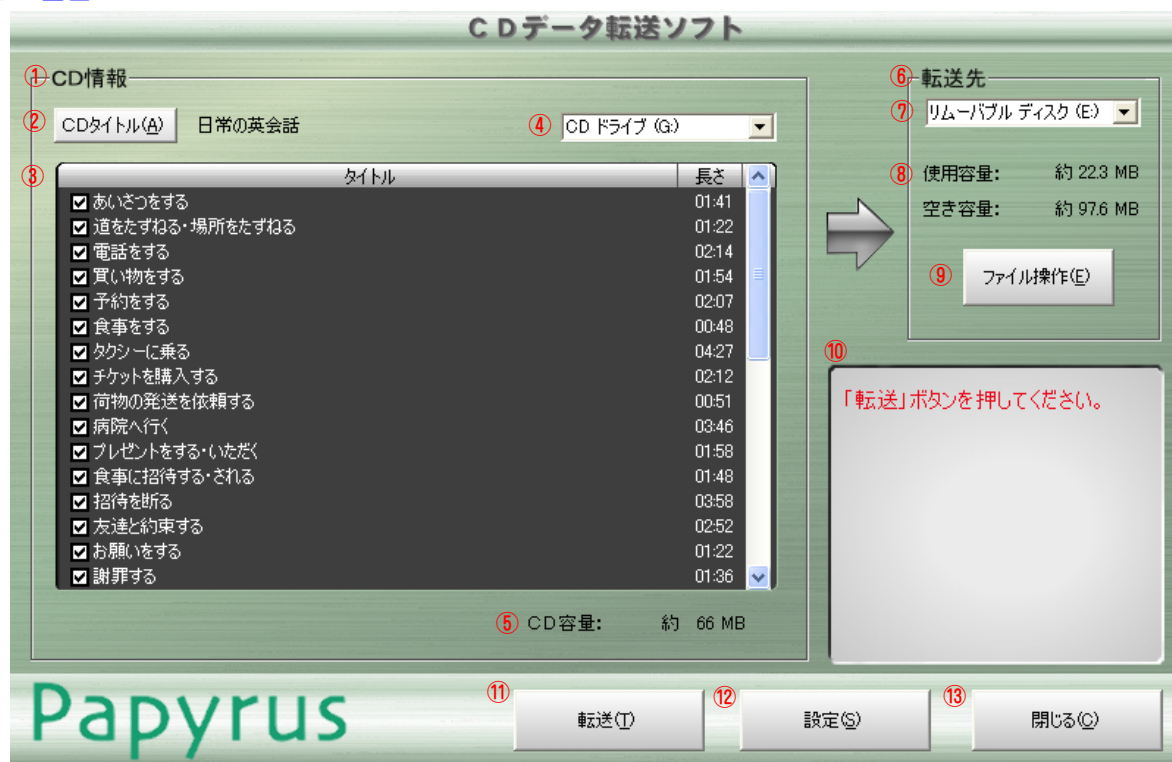 CDデータ転送ソフト
① CD情報
② CDタイトル(A) 日常の英会話 ④ CD ドライブ (G:)
③ タイトル 長さ
あいさつをする 01:41
道をたずねる・場所をたずねる 01:22
電話をする 02:14
買い物をする 01:54
予約をする 02:07
食事をする 00:48
タクシーに乗る 04:27
チケットを購入する 02:12
荷物の発送を依頼する 00:51
病院へ行く 03:46
プレゼントをする・いただく 01:58
食事に招待する・される 01:48
招待を断る 03:58
友達と約束する 02:52
お願いをする 01:22
謝罪する 01:36
⑤ CD容量: 約 66 MB
⑥ 転送先
⑦ リムーバブル ディスク (E:)
⑧ 使用容量: 約 22.3 MB
空き容量: 約 97.6 MB
⑨ ファイル操作(E)
⑩
「転送」ボタンを押してください。
Papyrus
⑪ 転送(T) ⑫ 設定(S) ⑬ 閉じる(C)